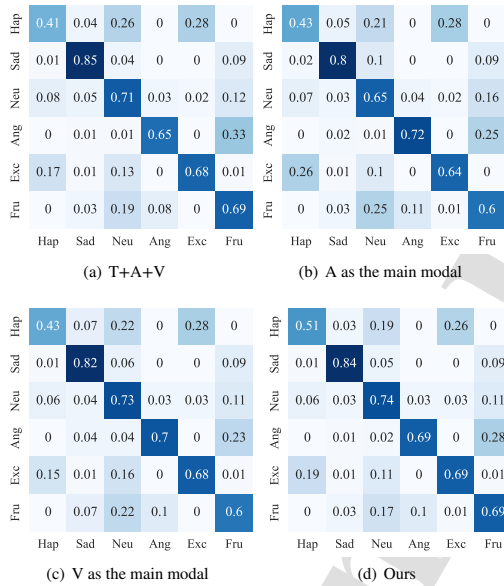 Hap 0.41 0.04 0.26 0 0.28 0
Sad 0.01 0.85 0.04 0 0 0.09
Neu 0.08 0.05 0.71 0.03 0.02 0.12
Ang 0 0.01 0.01 0.65 0 0.33
Exc 0.17 0.01 0.13 0 0.68 0.01
Fru 0 0.03 0.19 0.08 0 0.69
Hap Sad Neu Ang Exc Fru
(a) T+A+V
Hap 0.43 0.05 0.21 0 0.28 0
Sad 0.02 0.8 0.1 0 0 0.09
Neu 0.07 0.03 0.65 0.04 0.02 0.16
Ang 0 0.02 0.01 0.72 0 0.25
Exc 0.26 0.01 0.1 0 0.64 0
Fru 0 0.03 0.25 0.11 0.01 0.6
Hap Sad Neu Ang Exc Fru
(b) A as the main modal
Hap 0.43 0.07 0.22 0 0.28 0
Sad 0.01 0.82 0.06 0 0 0.09
Neu 0.06 0.04 0.73 0.03 0.03 0.11
Ang 0 0.04 0.04 0.7 0 0.23
Exc 0.15 0.01 0.16 0 0.68 0.01
Fru 0 0.07 0.22 0.1 0 0.6
Hap Sad Neu Ang Exc Fru
(c) V as the main modal
Hap 0.51 0.03 0.19 0 0.26 0
Sad 0.01 0.84 0.05 0 0 0.09
Neu 0.06 0.03 0.74 0.03 0.03 0.11
Ang 0 0.01 0.02 0.69 0 0.28
Exc 0.19 0.01 0.11 0 0.69 0.01
Fru 0 0.03 0.17 0.1 0.01 0.69
Hap Sad Neu Ang Exc Fru
(d) Ours